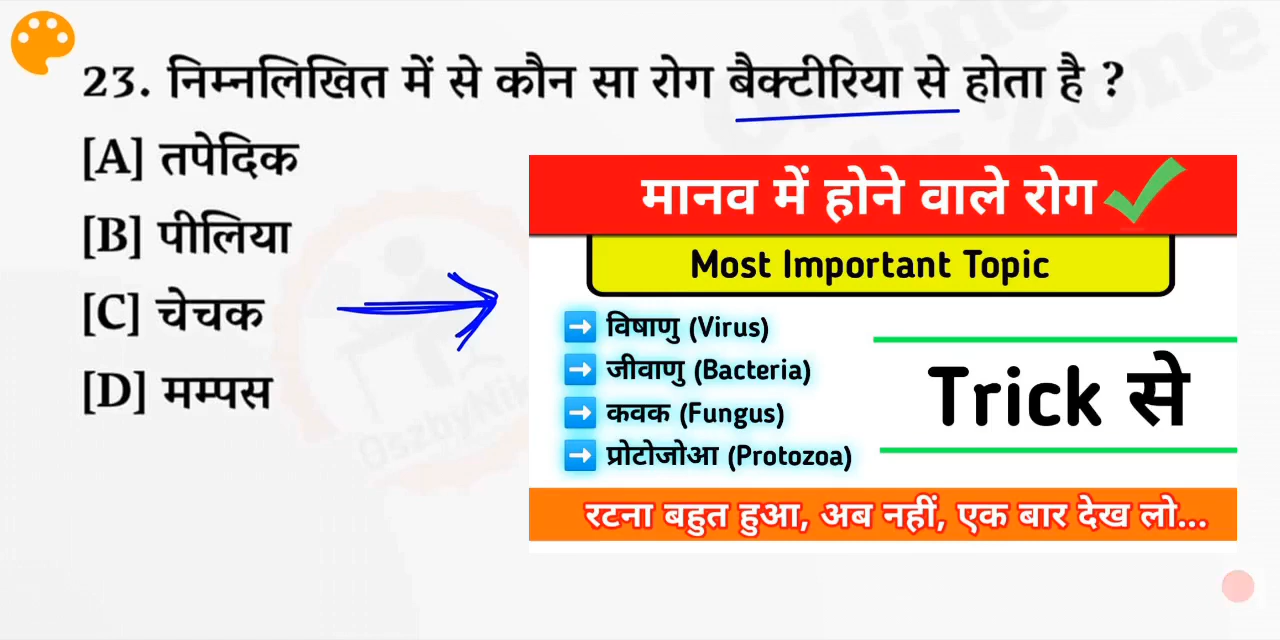 23. निम्नलिखित में से कौन सा रोग बैक्टीरिया से होता है ?
[A] तपेदिक
[B] पीलिया
[C] चेचक
[D] मम्पस
मानव में होने वाले रोग
Most Important Topic
विषाणु (Virus)
जीवाणु (Bacteria)
कवक (Fungus)
प्रोटोजोआ (Protozoa)
Trick से
रटना बहुत हुआ, अब नहीं, एक बार देख लो...